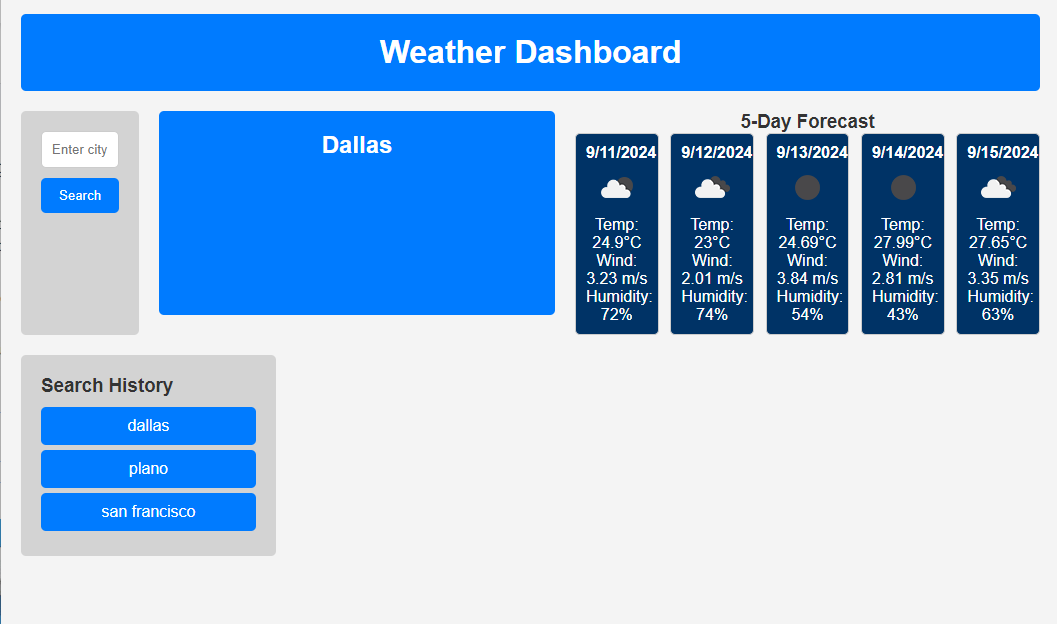 Weather Dashboard
Enter city
Search
Dallas
5-Day Forecast
9/11/2024
Temp:
24.9°C
Wind:
3.23 m/s
Humidity:
72%
9/12/2024
Temp:
23°C
Wind:
2.01 m/s
Humidity:
74%
9/13/2024
Temp:
24.69°C
Wind:
3.84 m/s
Humidity:
54%
9/14/2024
Temp:
27.99°C
Wind:
2.81 m/s
Humidity:
43%
9/15/2024
Temp:
27.65°C
Wind:
3.35 m/s
Humidity:
63%
Search History
dallas
plano
san francisco